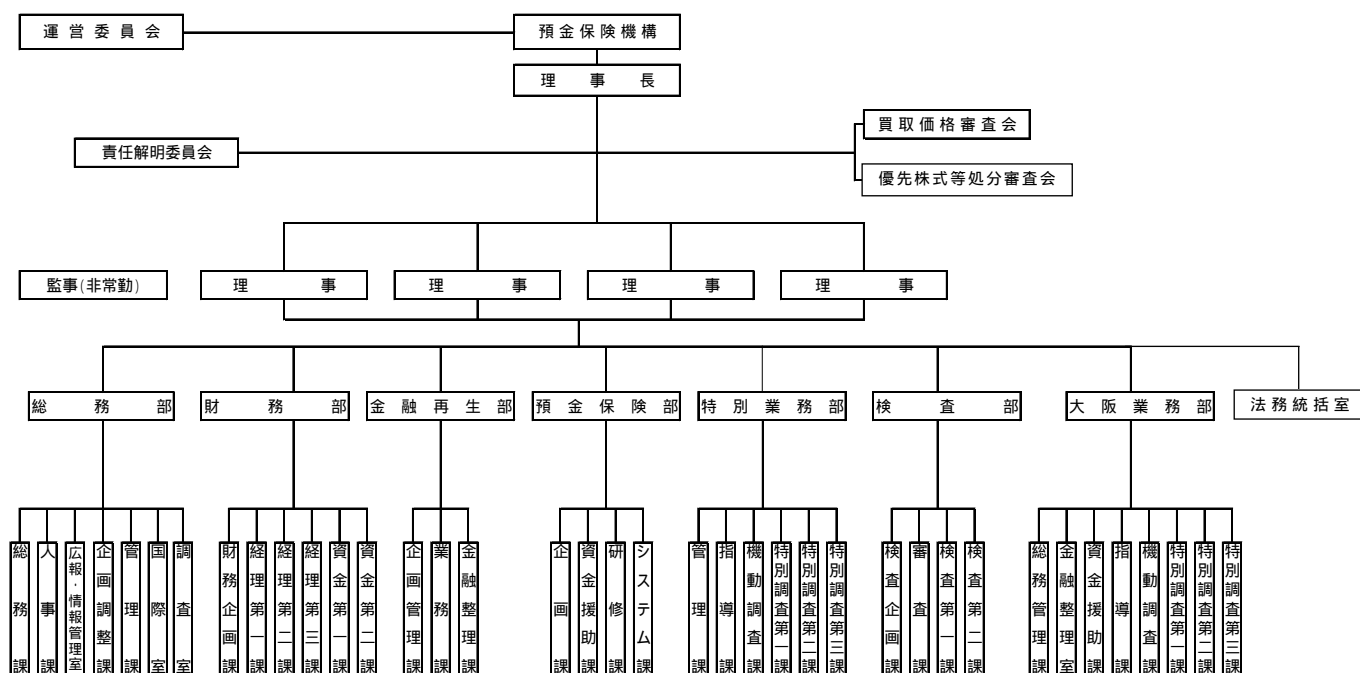 運営委員会
預金保険機構
理事長
買取価格審査会
責任解明委員会
優先株式等処分審査会
監事(非常勤)
理事
理事
理事
理事
総務部
財務部
金融再生部
預金保険部
特別業務部
検査部
大阪業務部
法務統括室
総務課
人事課
広報・情報管理室
企画調整課
管理課
国際室
調査室
財務企画課
経理第一課
経理第二課
経理第三課
資金第一課
資金第二課
企画管理課
業務課
金融整理課
企画課
資金援助課
研修課
システム課
管理課
指導課
機動調査課
特別調査第一課
特別調査第二課
特別調査第三課
検査企画課
審査課
検査第一課
検査第二課
総務管理課
金融整理室
資金援助課
指導課
機動調査課
特別調査第一課
特別調査第二課
特別調査第三課